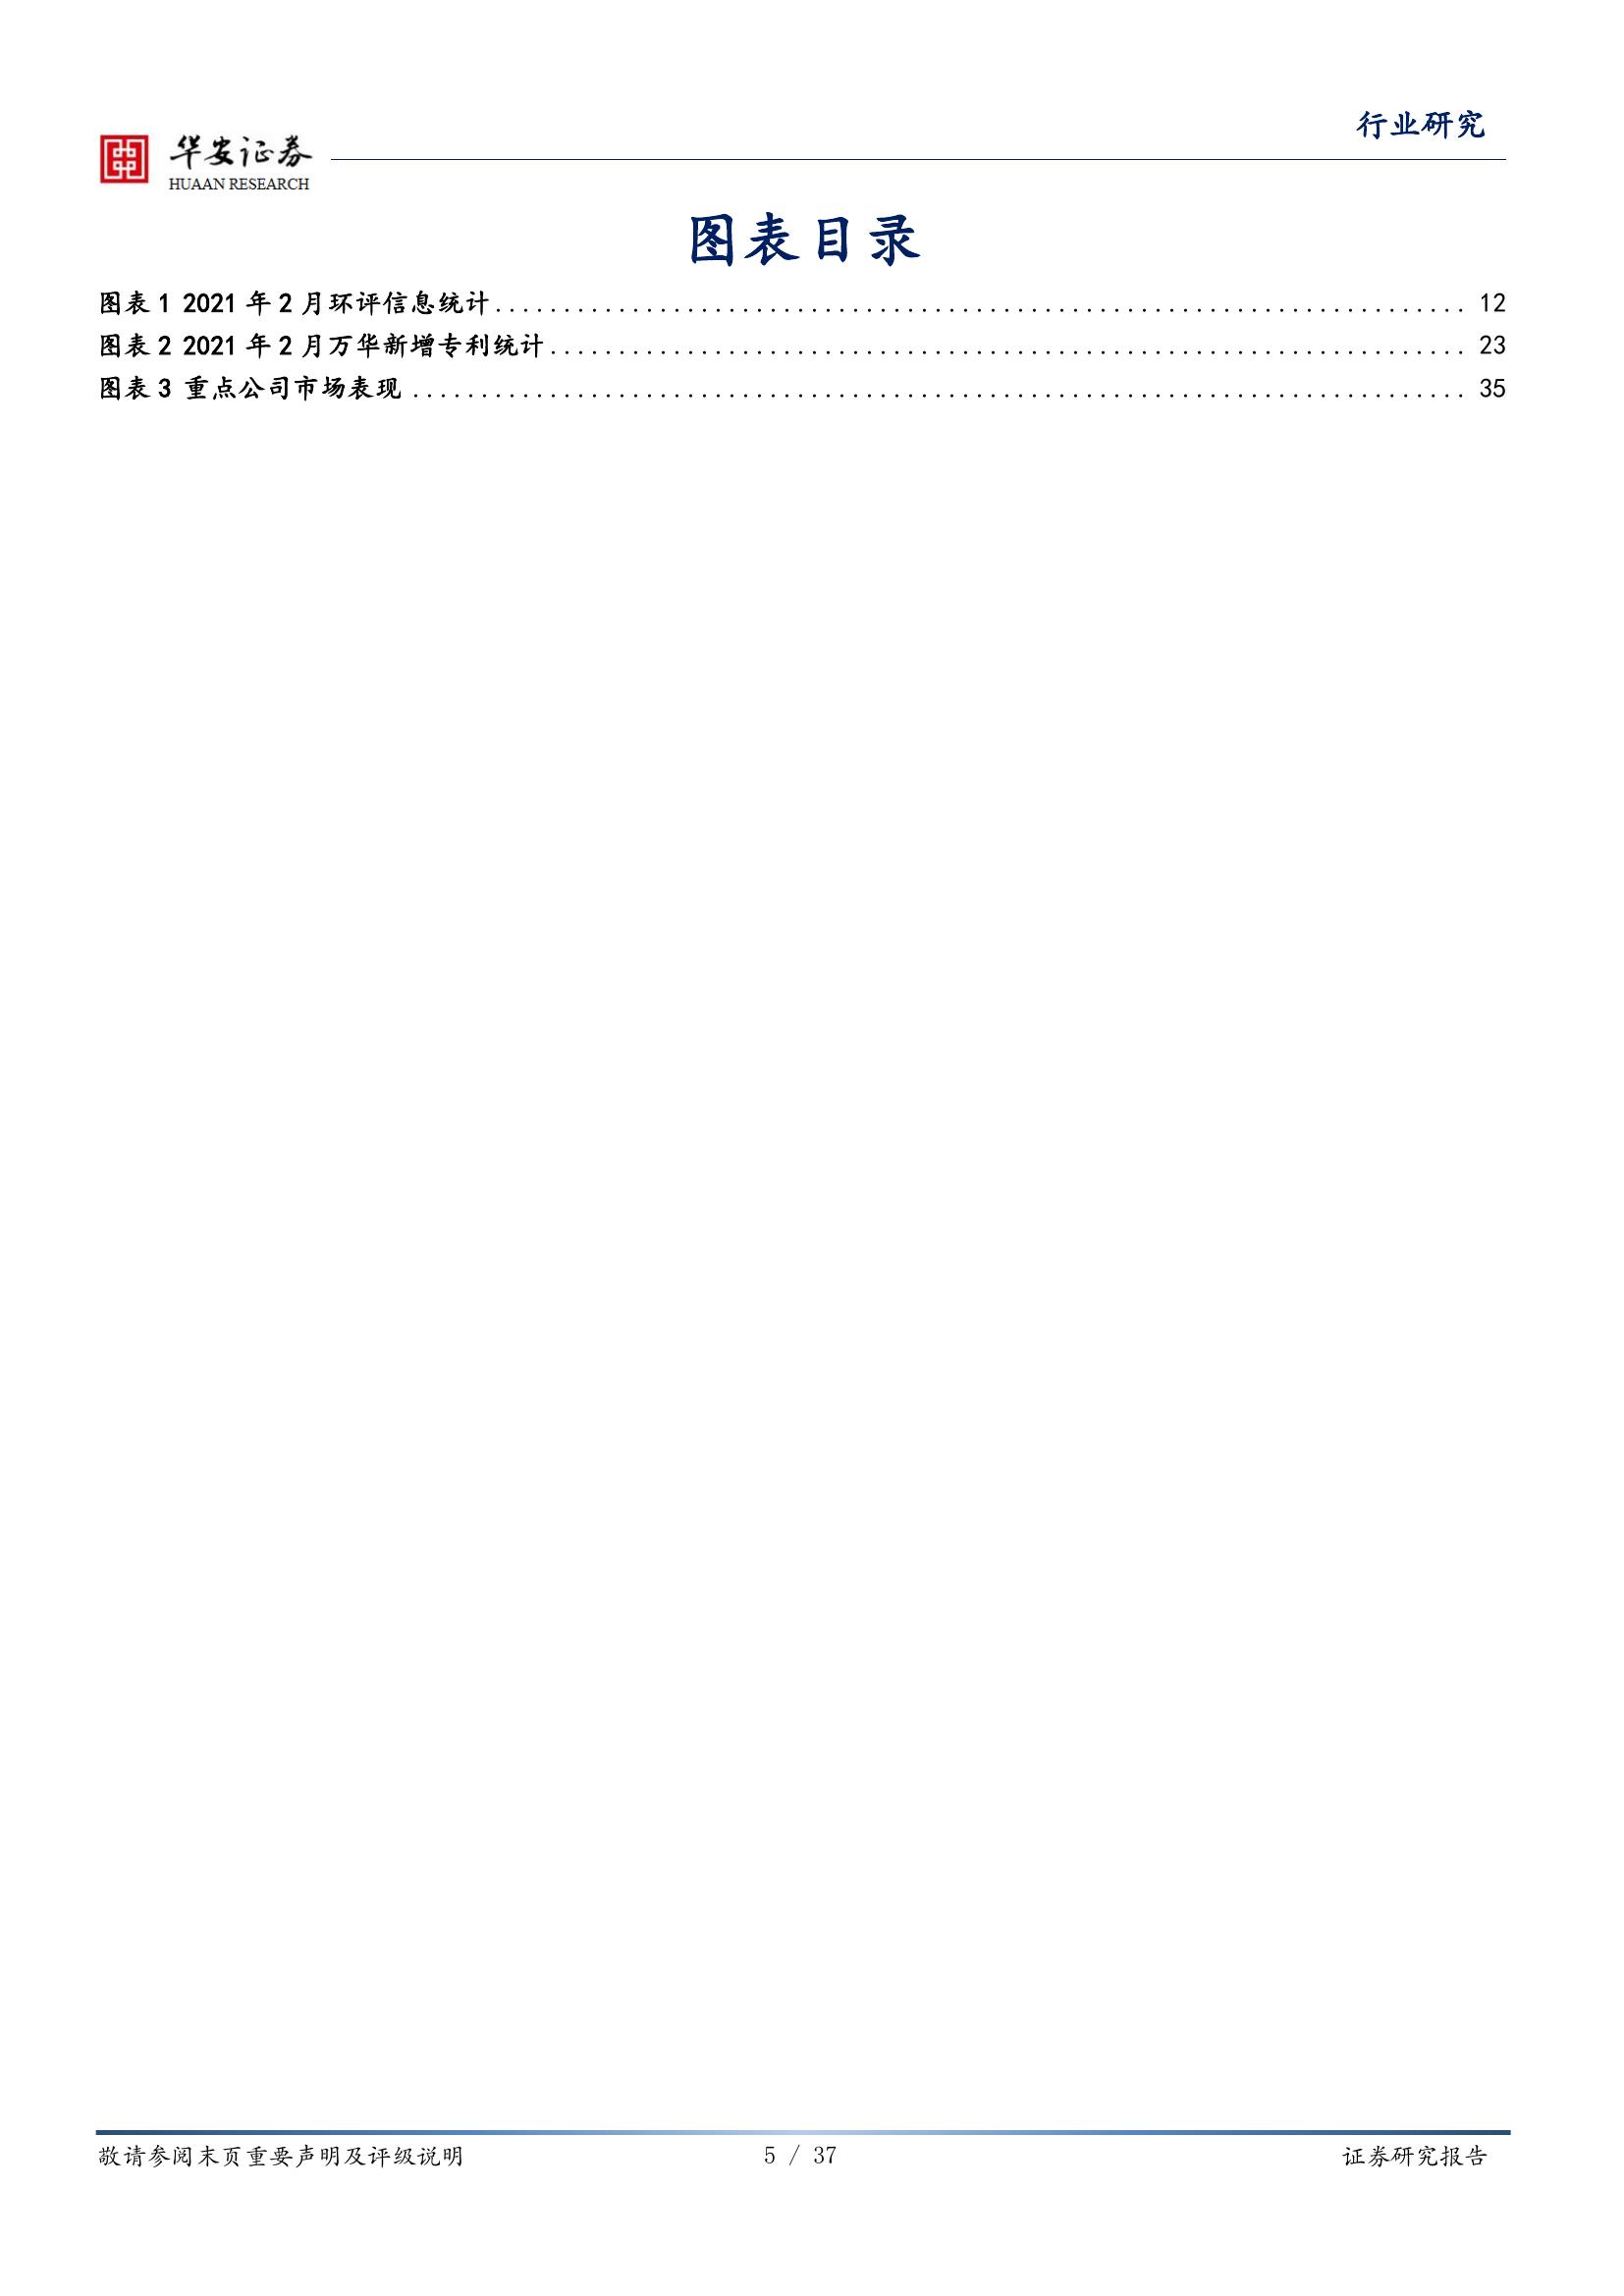 行业研究
华安证券
HUAAN RESEARCH
图表目录
图表 1 2021 年 2 月环评信息统计........................................................................ 12
图表 2 2021 年 2 月万华新增专利统计.................................................................... 23
图表 3 重点公司市场表现 .............................................................................. 35
敬请参阅末页重要声明及评级说明 5 / 37 证券研究报告